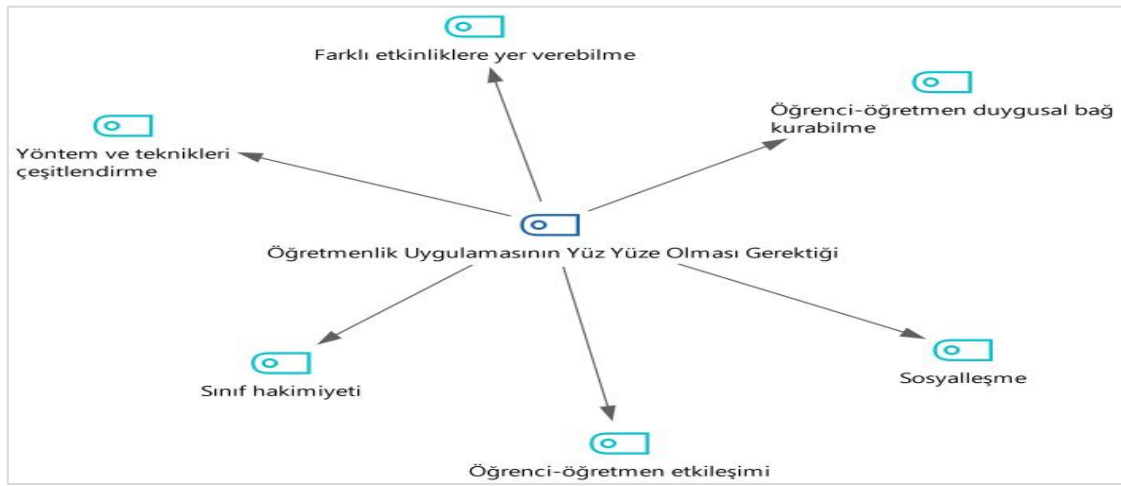 Farklı etkinliklere yer verebilme
Öğrenci-öğretmen duygusal bağ
kurabilme
Yöntem ve teknikleri
çeşitlendirme
Öğretmenlik Uygulamasının Yüz Yüze Olması Gerektiği
Sınıf hakimiyeti
Sosyalleşme
Öğrenci-öğretmen etkileşimi